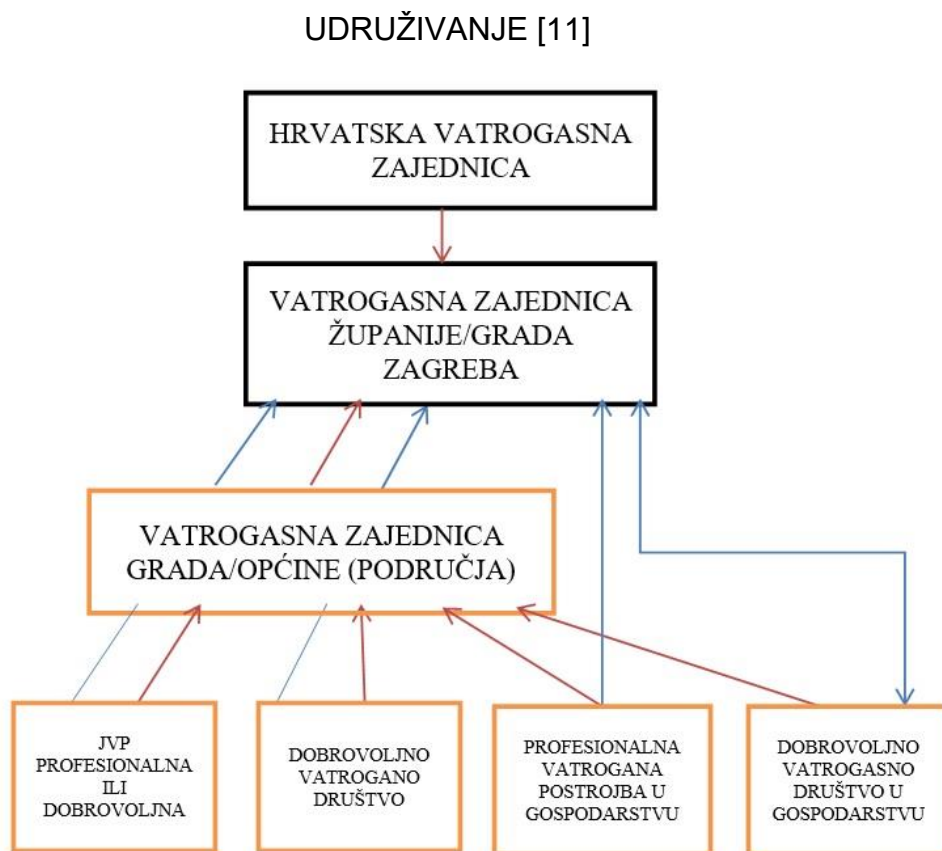 UDRUŽIVANJE [11]
HRVATSKA VATROGASNA
ZAJEDNICA
VATROGASNA ZAJEDNICA
ŽUPANIJE/GRADA
ZAGREBA
VATROGASNA ZAJEDNICA
GRADA/OPĆINE (PODRUČJA)
JVP
PROFESIONALNA
ILI
DOBROVOLJNA
DOBROVOLJNO
VATROGANO
DRUŠTVO
PROFESIONALNA
VATROGANA
POSTROJBA U
GOSPODARSTVU
DOBROVOLJNO
VATROGASNO
DRUŠTVO U
GOSPODARSTVU